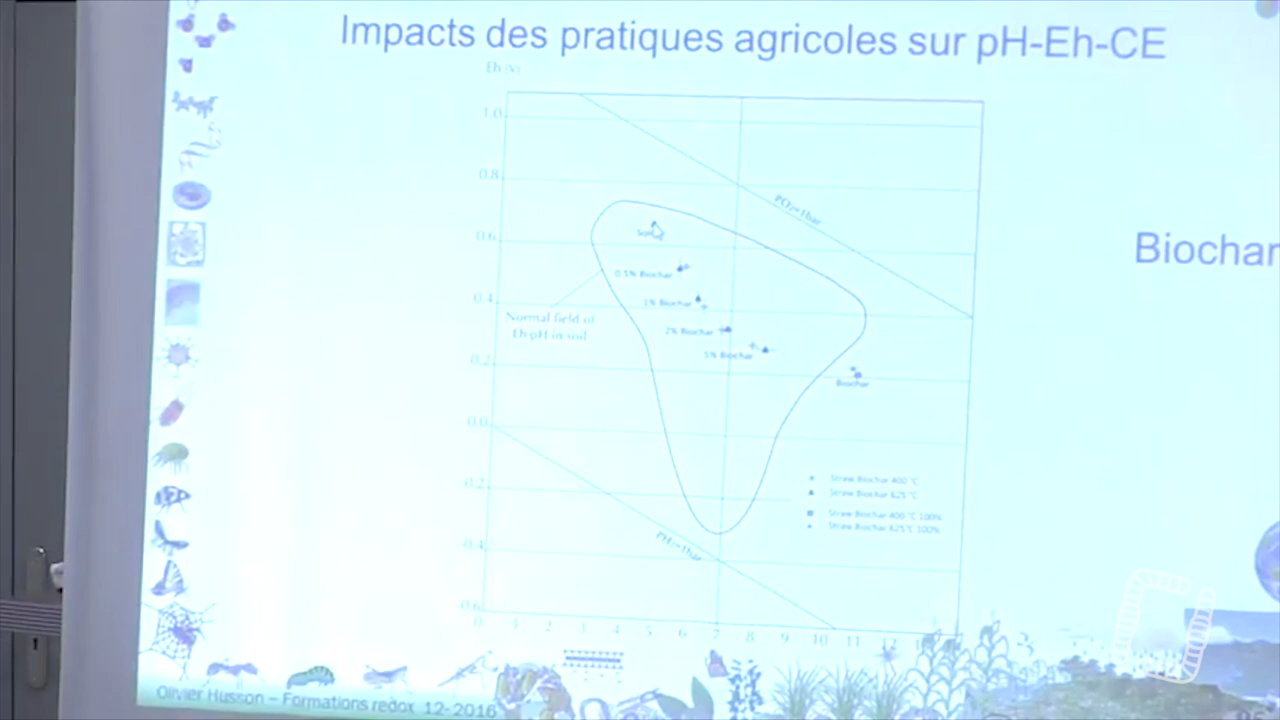 Impacts des pratiques agricoles sur pH-Eh-CE
Eh (V)
1.0
0.8
PO₂=1bar
0.6
Biochar
0.5% Biochar
0.4
1% Biochar
Normal field of
Eh-pH in soil
2% Biochar
5% Biochar
0.2
Biochar
0.0
Straw Biochar 400 °C
-0.2
Straw Biochar 625 °C
Straw Biochar 400 °C 100%
Straw Biochar 625°C 100%
-0.4
PH₂=1bar
-0.6
0 1 2 3 4 5 6 7 8 9 10 11 12
Olivier Husson – Formations redox 12-2016